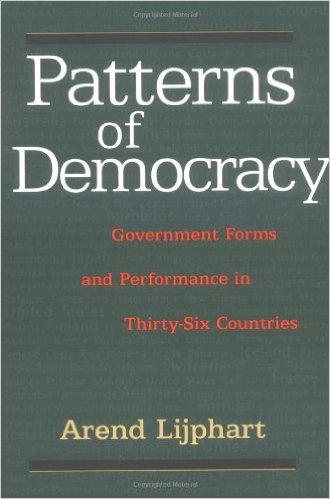 Patterns
of
Democracy
Government Forms
and Performance in
Thirty-Six Countries
Arend Lijphart